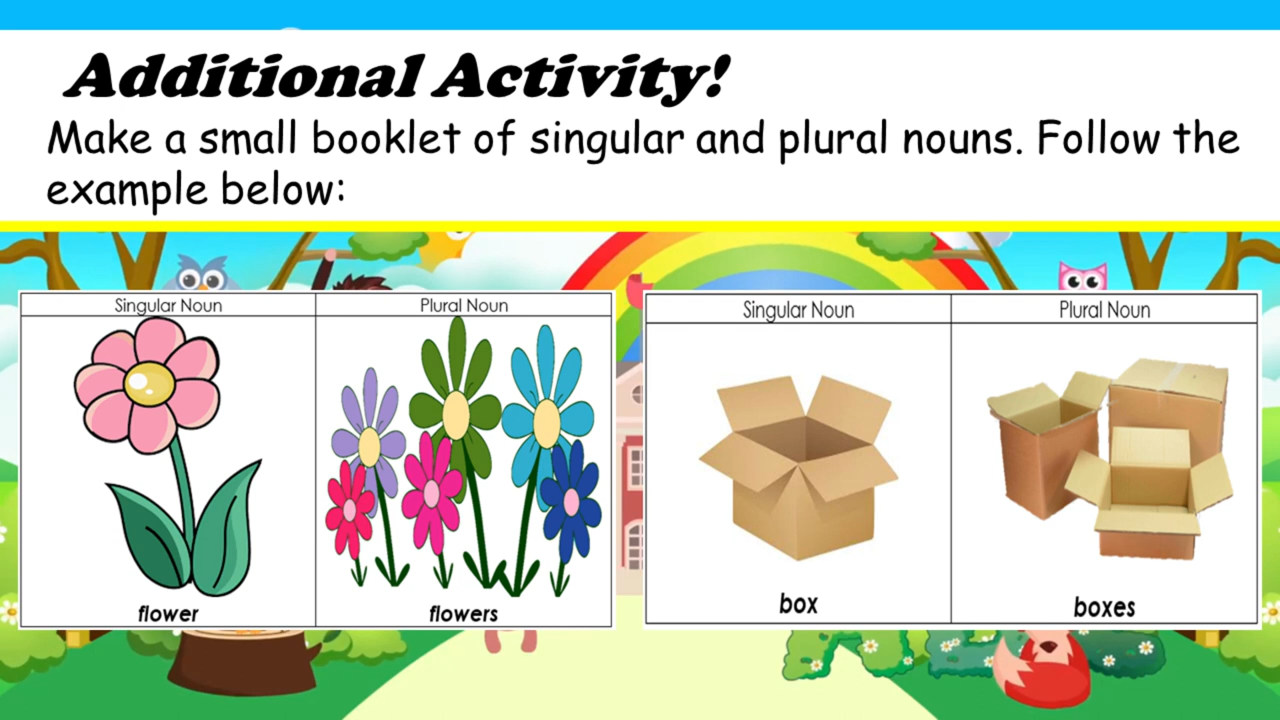 Additional Activity!
Make a small booklet of singular and plural nouns. Follow the
example below:
Singular Noun
Plural Noun
flower
flowers
Singular Noun
Plural Noun
box
boxes